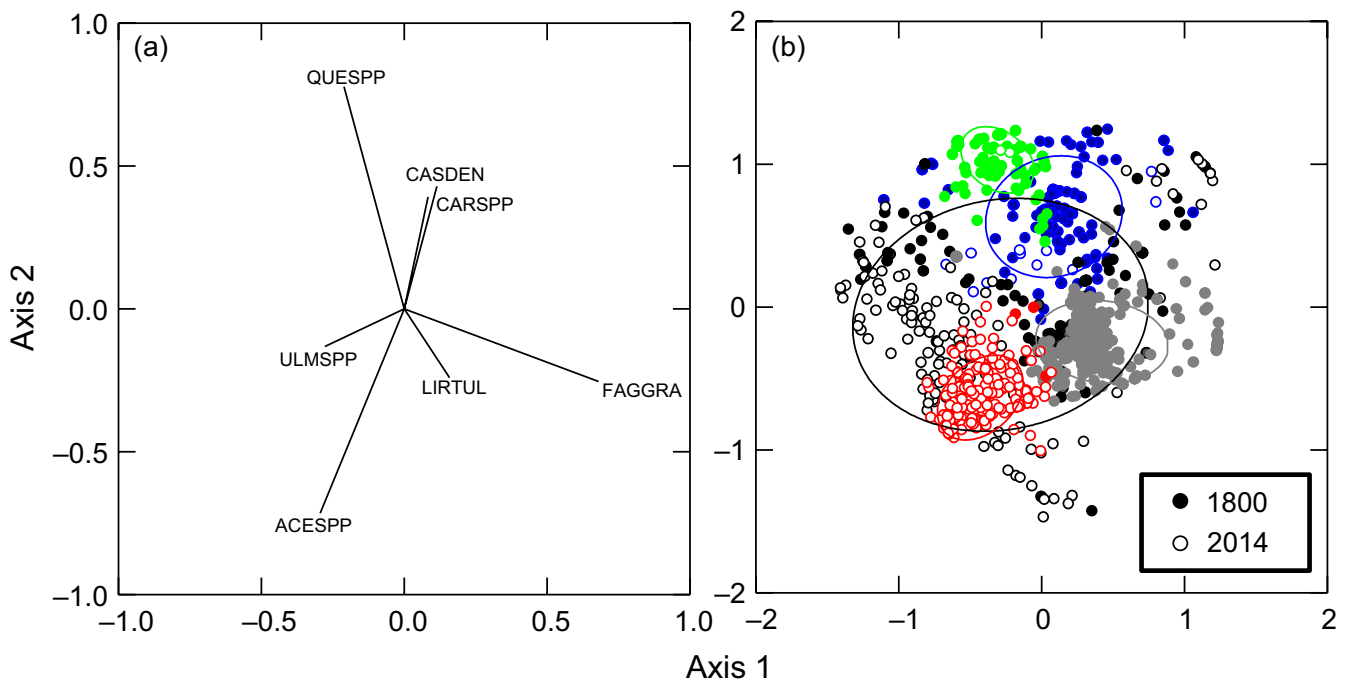 (a)
1.0
0.5
0.0
–0.5
–1.0
–1.0
–0.5
0.0
0.5
1.0
Axis 2
QUESPP
CASDEN
CARSPP
ULMSPP
LIRTUL
FAGGRA
ACESPP
(b)
2
1
0
–1
–2
–2
–1
0
1
2
1800
2014
Axis 1